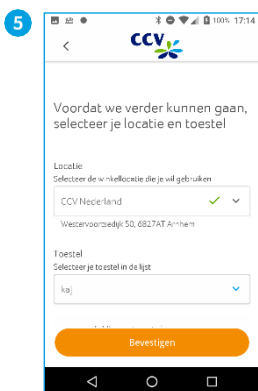 5
100% 17:14
CCV
Voordat we verder kunnen gaan,
selecteer je locatie en toestel
Locatie
Selecteer de winkellocatie die je wil gebruiken
CCV Nederland
Westervoortsedijk 50, 6827AT Arnhem
Toestel
Selecteer je toestel in de lijst
kaj
Bevestigen